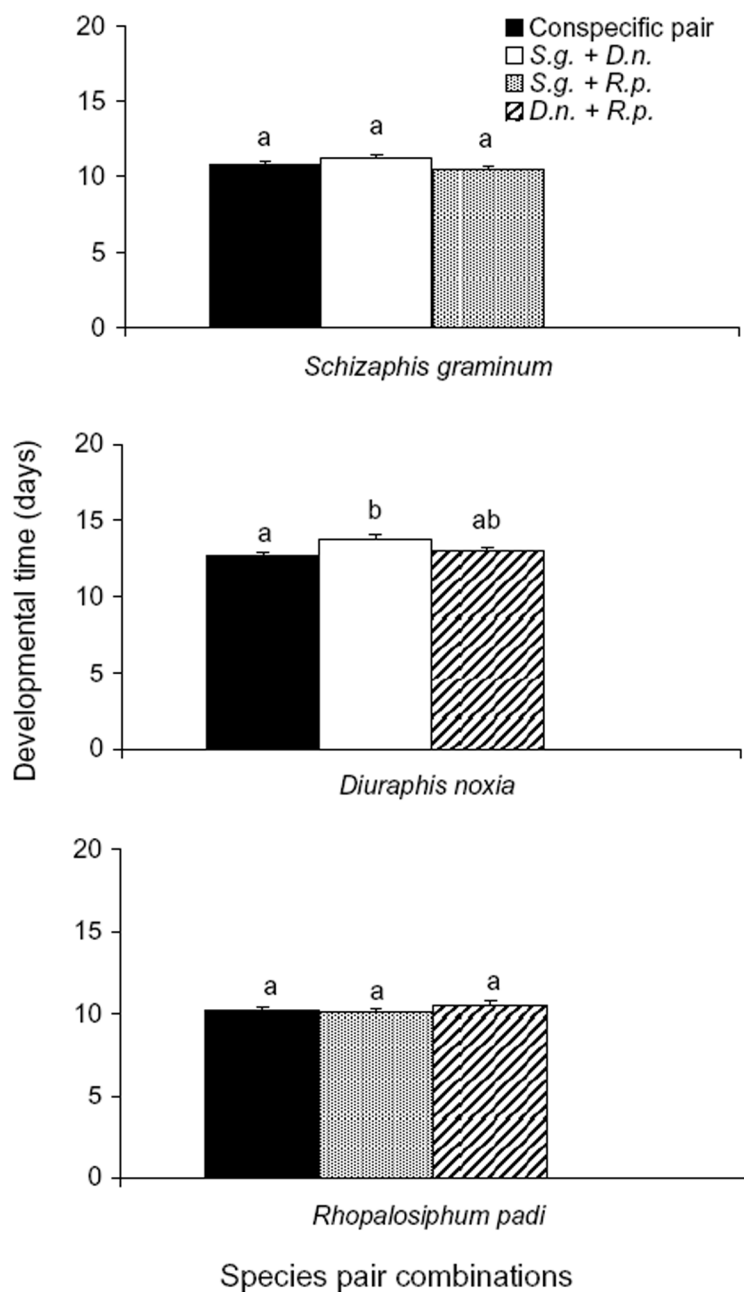 20
15
10
5
0
Conspecific pair
S.g. + D.n.
S.g + R.p.
D.n. + R.p.
a
a
a
Schizaphis graminum
Developmental time (days)
20
15
10
5
0
a
b
ab
Diuraphis noxia
20
15
10
5
0
a
a
a
Rhopalosiphum padi
Species pair combinations